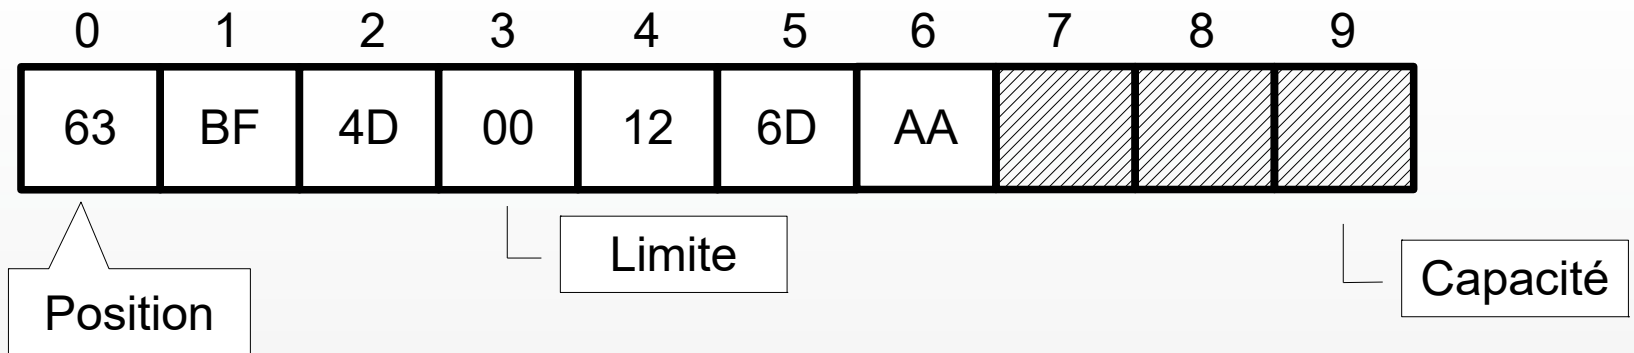 0 1 2 3 4 5 6 7 8 9
63 BF 4D 00 12 6D AA
Limite
Capacité
Position